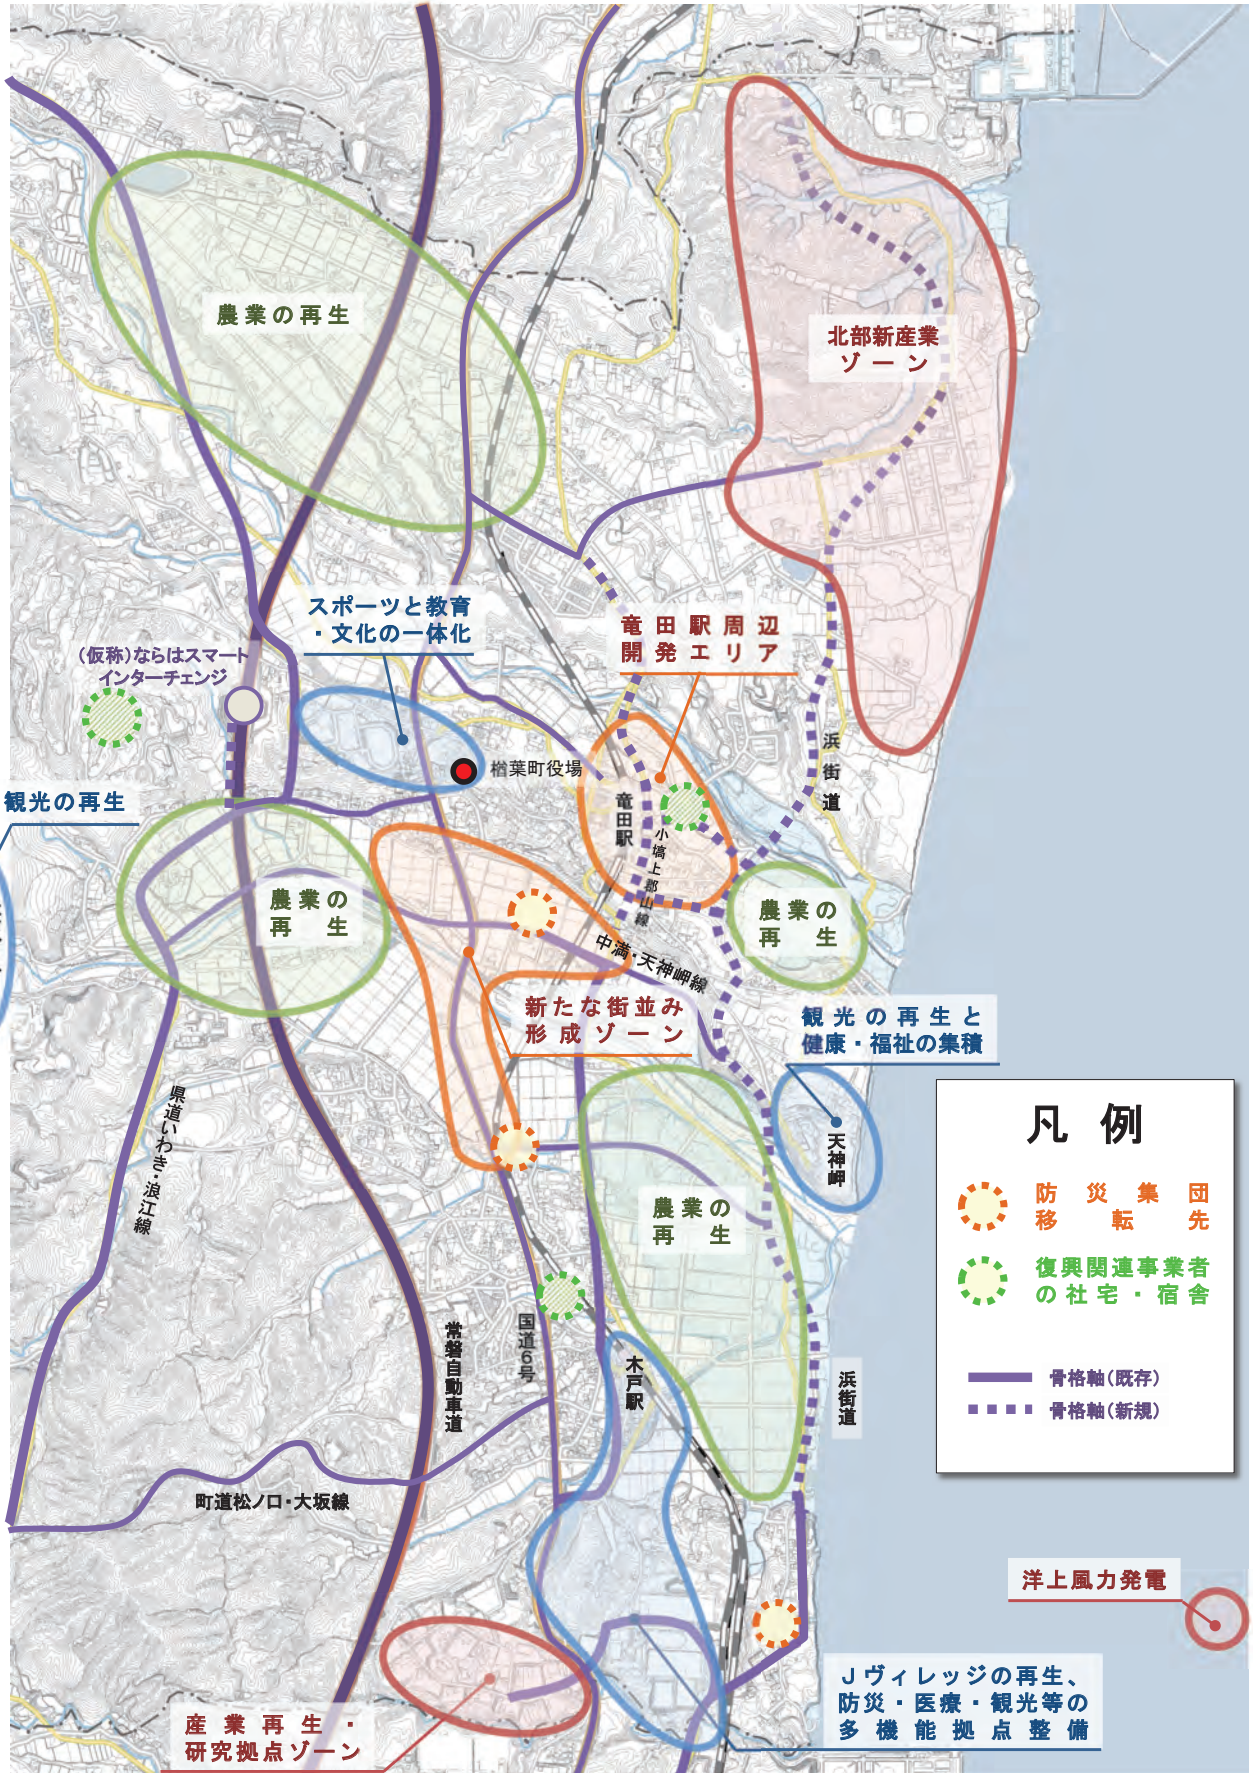 農業の再生
北部新産業
ゾーン
スポーツと教育
・文化の一体化
竜田駅周辺
開発エリア
(仮称)ならはスマート
インターチェンジ
浜街道
楢葉町役場
観光の再生
竜田駅
小塙上郡山線
農業の
再生
農業の
再生
中満・天神岬線
新たな街並み
形成ゾーン
観光の再生と
健康・福祉の集積
県道いわき・浪江線
天神岬
農業の
再生
凡例
防災集団
移転先
復興関連事業者
の社宅・宿舎
骨格軸(既存)
骨格軸(新規)
常磐自動車道
国道6号
木戸駅
浜街道
町道松ノ口・大坂線
洋上風力発電
Jヴィレッジの再生、
防災・医療・観光等の
多機能拠点整備
産業再生・
研究拠点ゾーン